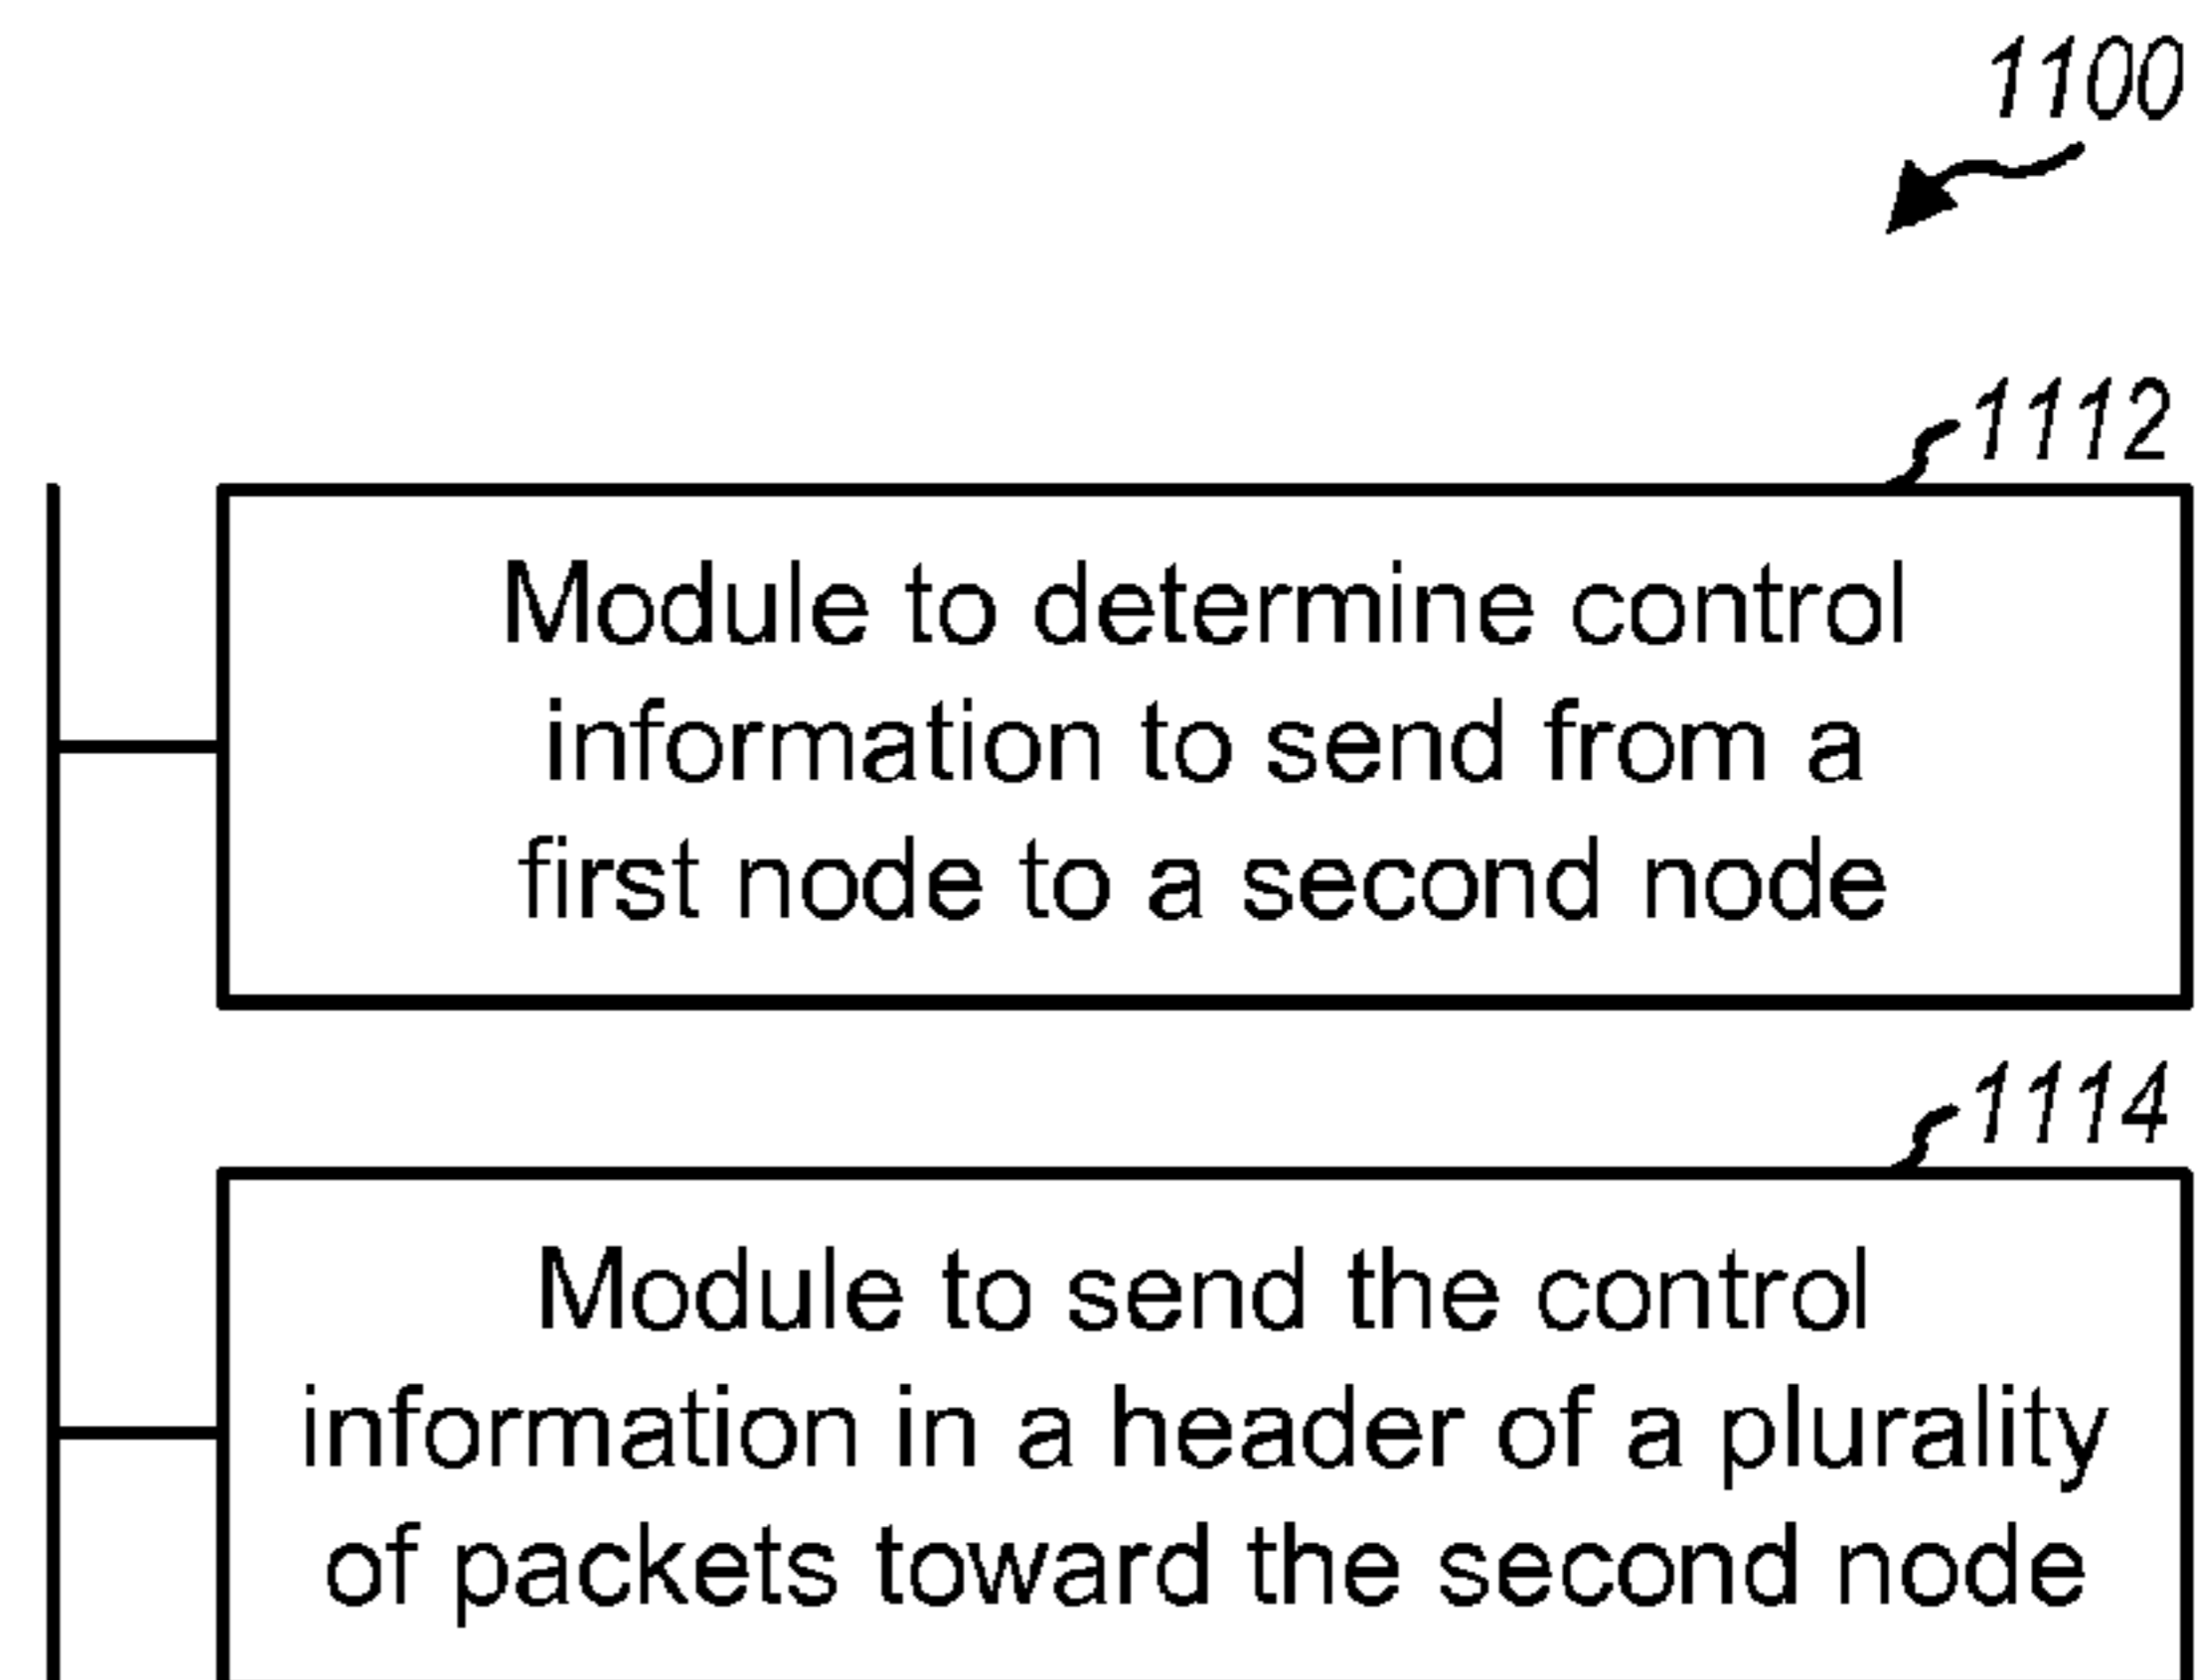 1100
1112
Module to determine control
information to send from a
first node to a second node
1114
Module to send the control
information in a header of a plurality
of packets toward the second node